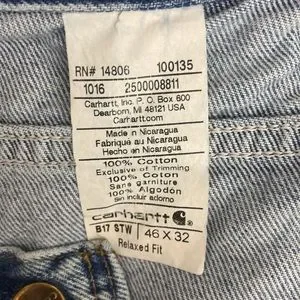 RN# 14806 100135
1016 2500008811
Carhartt, Inc. P.O. Box 600
Dearborn, MI 48121 USA
Carhartt.com
Made in Nicaragua
Fabriqué au Nicaragua
Hecho en Nicaragua
100% Cotton
Exclusive of Trimming
100% Coton
Sans garniture
100% Algodón
Sin incluir adorno
carhartt
B17 STW 46 X 32
Relaxed Fit